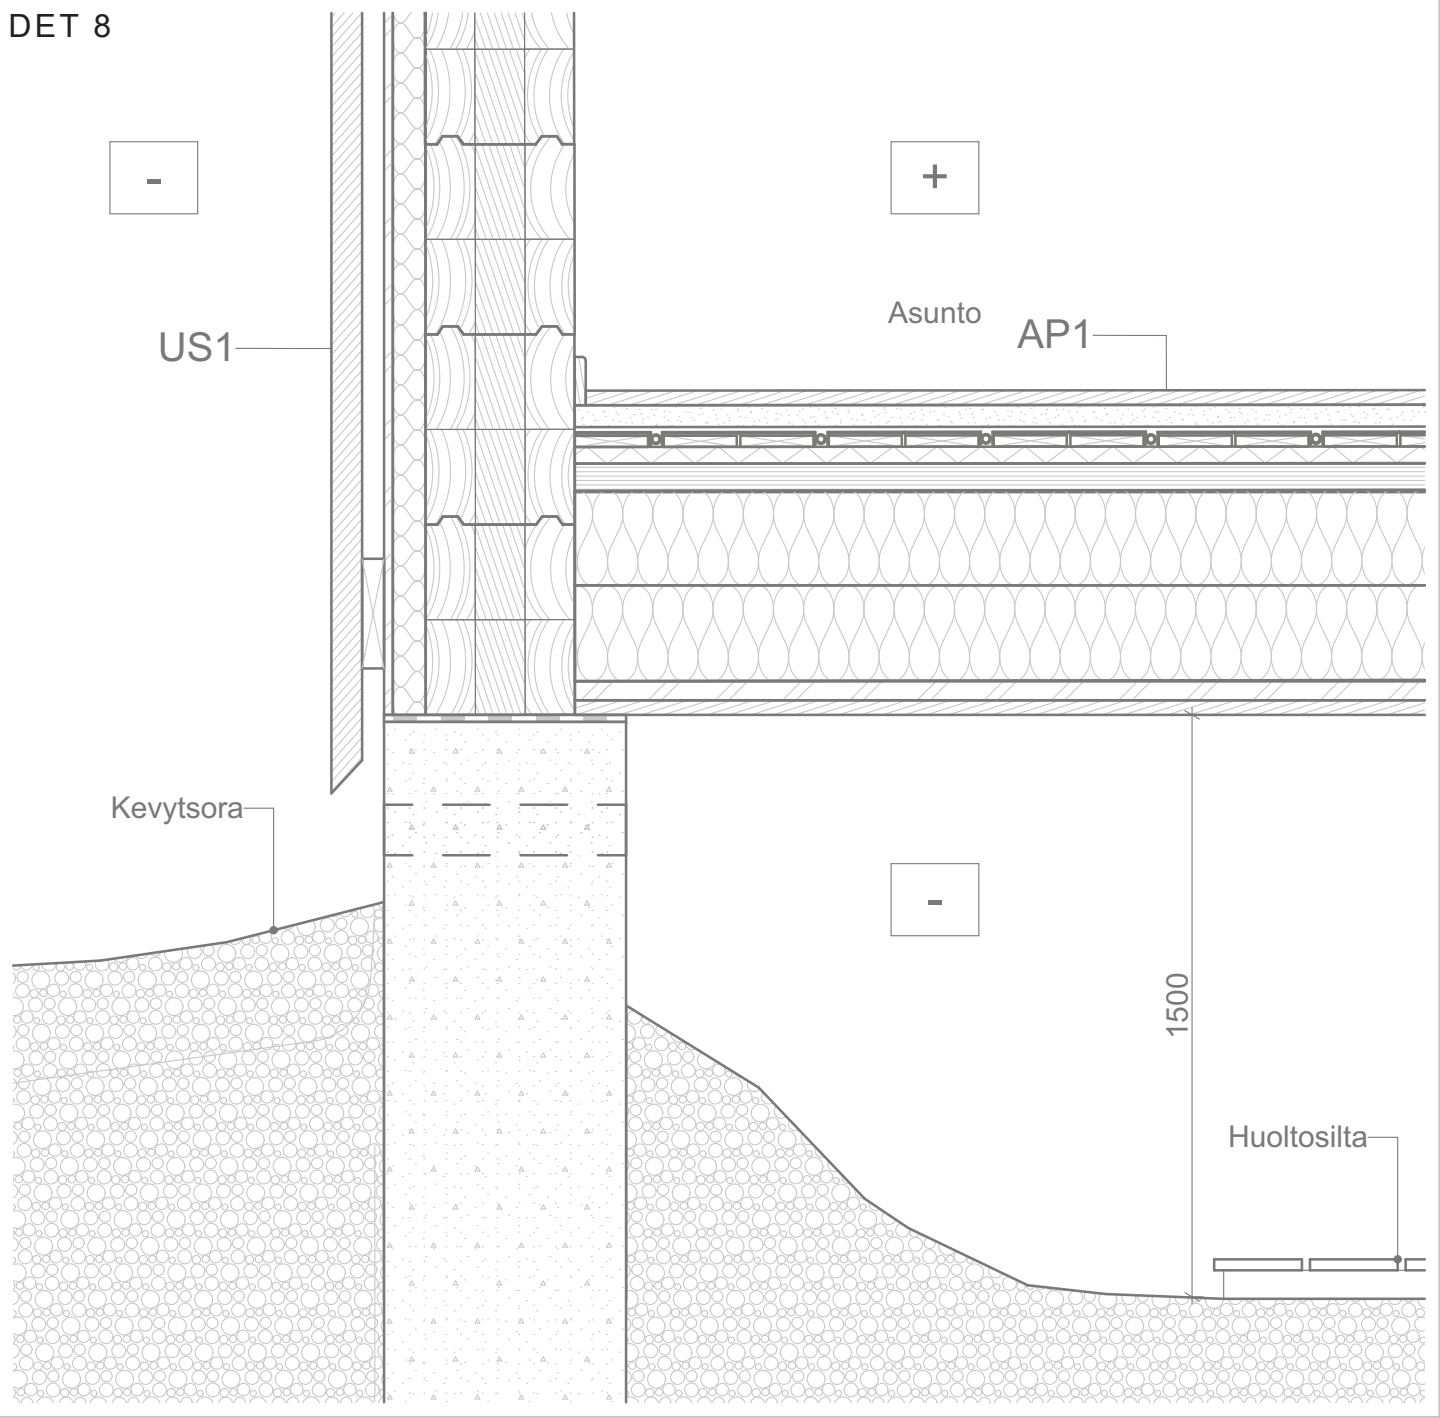 DET 8
-
+
Asunto
AP1
US1
Kevytsora
-
1500
Huoltosilta